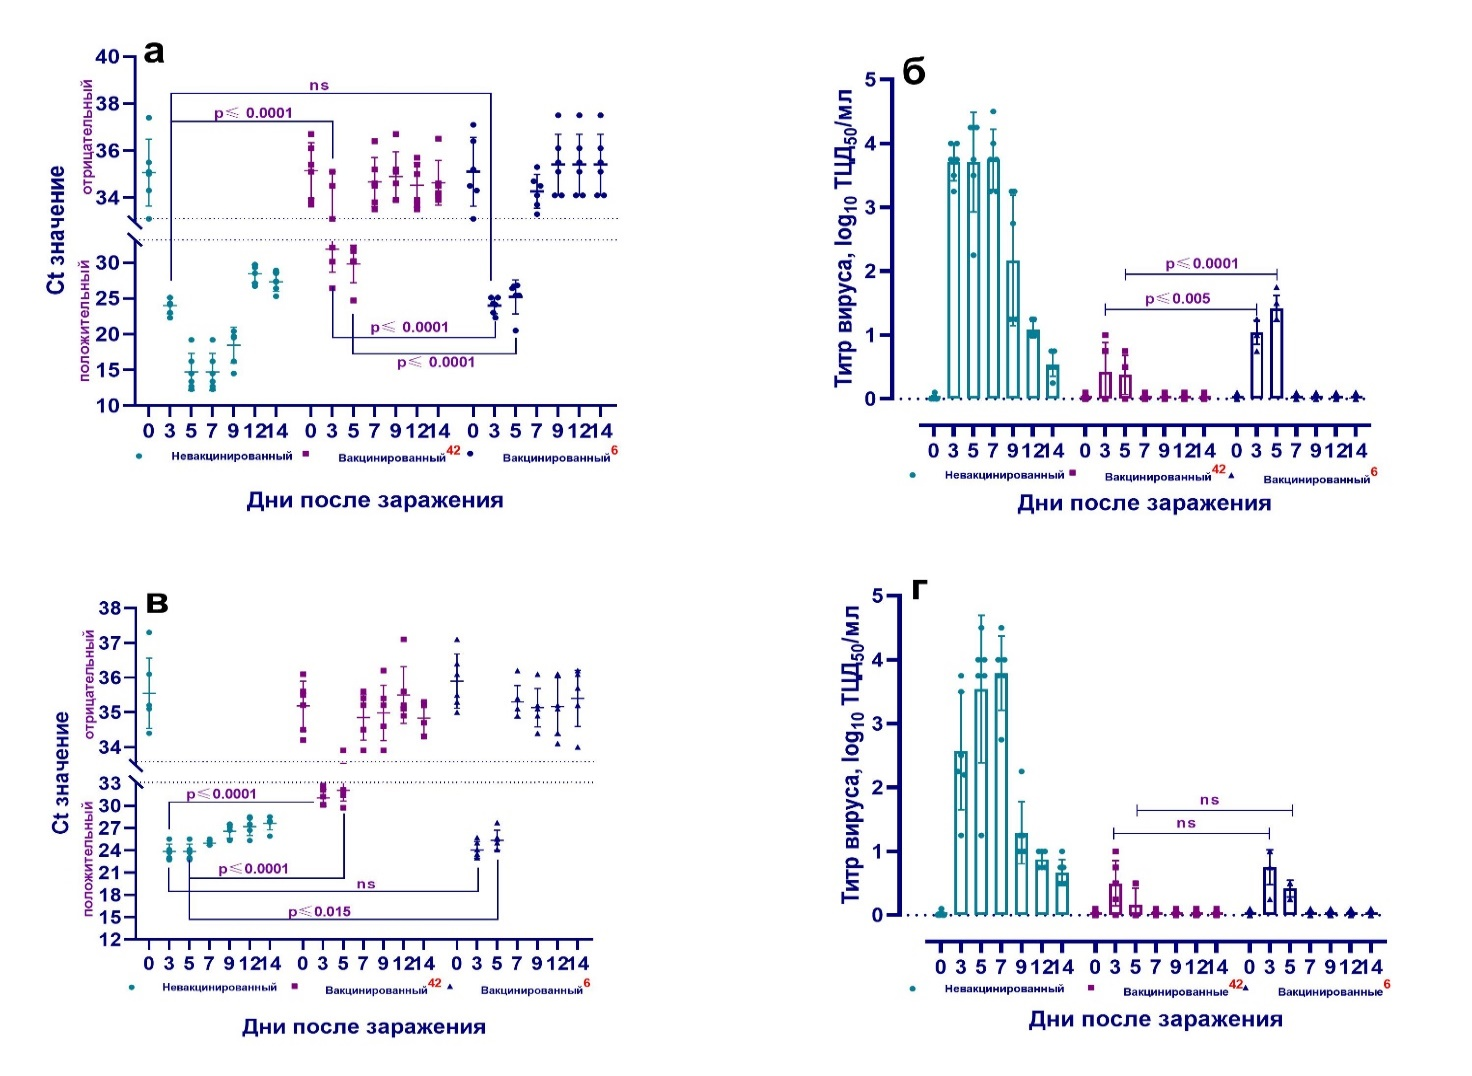 а
40
38
36
34
30
25
20
15
10
Ct значение
отрицательный
положительный
ns
p⩽ 0.0001
p⩽ 0.0001
p⩽ 0.0001
0 3 5 7 9 12 14 0 3 5 7 9 12 14 0 3 5 7 9 12 14
Невакцинированный Вакцинированный42 Вакцинированный6
Дни после заражения
б
5
4
3
2
1
0
Титр вируса, log10 ТЦД50/мл
p⩽0.0001
p⩽0.005
0 3 5 7 9 12 14 0 3 5 7 9 12 14 0 3 5 7 9 12 14
Невакцинированный Вакцинированный42 Вакцинированный6
Дни после заражения
в
38
37
36
35
34
33
30
27
24
21
18
15
12
Ct значение
отрицательный
положительный
p⩽0.0001
p⩽0.0001
ns
p⩽0.015
0 3 5 7 9 12 14 0 3 5 7 9 12 14 0 3 5 7 9 12 14
Невакцинированный Вакцинированный42 Вакцинированный6
Дни после заражения
г
5
4
3
2
1
0
Титр вируса, log10 ТЦД50/мл
ns
ns
0 3 5 7 9 12 14 0 3 5 7 9 12 14 0 3 5 7 9 12 14
Невакцинированный Вакцинированные42 Вакцинированные6
Дни после заражения